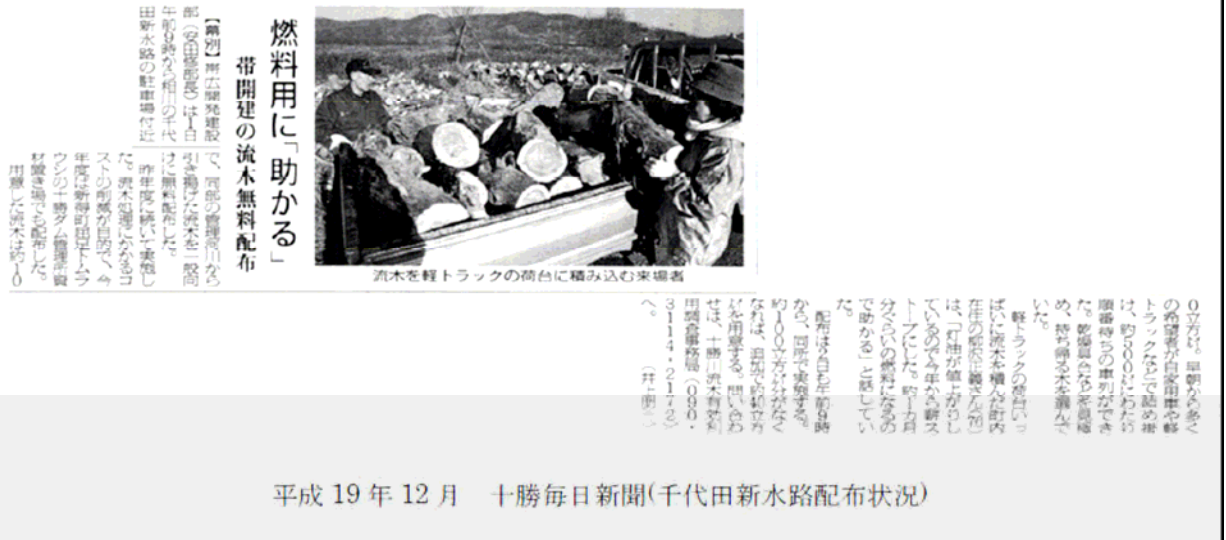 燃料用に「助かる」
帯開建の流木無料配布
【幕別】帯広開発建設
部(安田修部長)は1日
午前9時から相川の千代
田新水路の駐車場付近
で、同部の管理河川から
引き揚げた流木を一般向
けに無料配布した。
昨年度に続いて実施し
た。流木処理にかかるコ
ストの削減が目的で、今
年度は新得町屈足トムラ
ウシの十勝ダム管理所資
材置き場でも配布した。
用意した流木は約10
0立方㍍。早朝から多く
の希望者が自家用車や軽
トラックなどで詰め掛
け、約500㍍にわたり
順番待ちの車列ができ
た。乾燥具合などを見極
め、持ち帰る木を選んで
いた。
軽トラックの荷台いっ
ぱいに流木を積んだ町内
在住の柳沢正義さん(70)
は、「灯油が値上がりし
ているので今年から薪ス
トーブにした。約1カ月
分ぐらいの燃料になるの
で助かる」と話してい
た。
配布は2日も午前9時
から、同所で実施する。
約100立方㍍分がなく
なれば、追加で約40立方
㍍を用意する。問い合わ
せは、十勝川流木有効利
用調査事務局(090・
3114・2172)
へ。
流木を軽トラックの荷台に積み込む来場者
平成 19 年 12 月 十勝毎日新聞(千代田新水路配布状況)